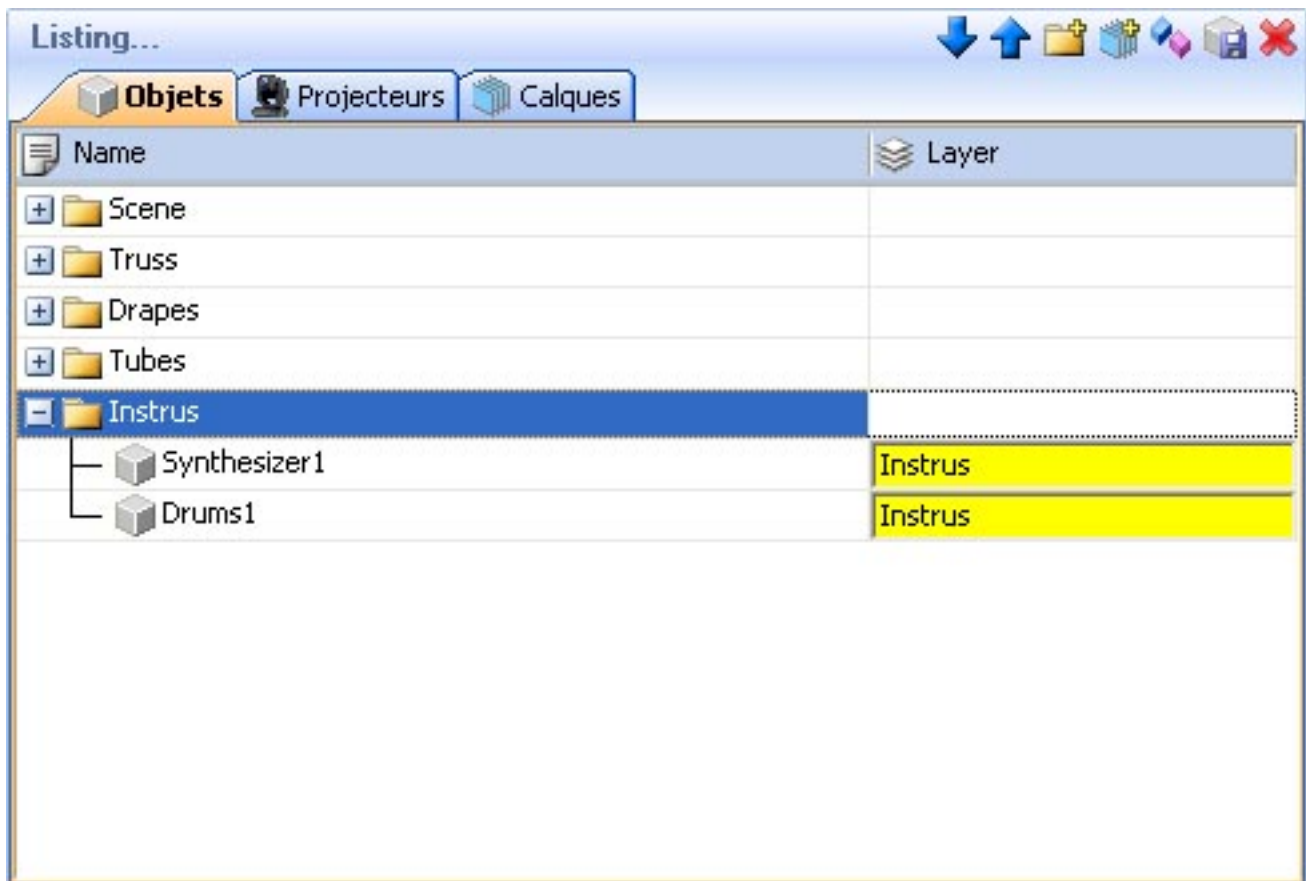 Listing...
Objets Projecteurs Calques
Name Layer
Scene
Truss
Drapes
Tubes
Instrus
Synthesizer1 Instrus
Drums1 Instrus